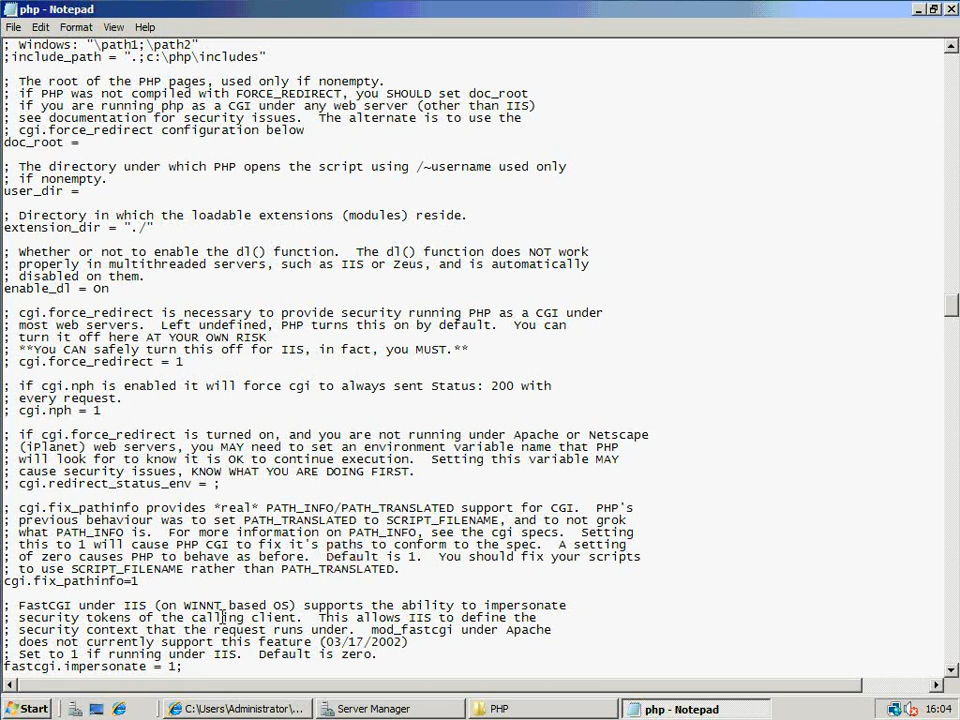 php - Notepad
File Edit Format View Help
; Windows: "\path1;\path2"
;include_path = ".;c:\php\includes"
; The root of the PHP pages, used only if nonempty.
; if PHP was not compiled with FORCE_REDIRECT, you SHOULD set doc_root
; if you are running php as a CGI under any web server (other than IIS)
; see documentation for security issues.  The alternate is to use the
; cgi.force_redirect configuration below
doc_root =
; The directory under which PHP opens the script using /~username used only
; if nonempty.
user_dir =
; Directory in which the loadable extensions (modules) reside.
extension_dir = "./"
; Whether or not to enable the dl() function.  The dl() function does NOT work
; properly in multithreaded servers, such as IIS or Zeus, and is automatically
; disabled on them.
enable_dl = On
; cgi.force_redirect is necessary to provide security running PHP as a CGI under
; most web servers.  Left undefined, PHP turns this on by default.  You can
; turn it off here AT YOUR OWN RISK
; **You CAN safely turn this off for IIS, in fact, you MUST.**
; cgi.force_redirect = 1
; if cgi.nph is enabled it will force cgi to always sent Status: 200 with
; every request.
; cgi.nph = 1
; if cgi.force_redirect is turned on, and you are not running under Apache or Netscape
; (iPlanet) web servers, you MAY need to set an environment variable name that PHP
; will look for to know it is OK to continue execution.  Setting this variable MAY
; cause security issues, KNOW WHAT YOU ARE DOING FIRST.
; cgi.redirect_status_env = ;
; cgi.fix_pathinfo provides *real* PATH_INFO/PATH_TRANSLATED support for CGI.  PHP's
; previous behaviour was to set PATH_TRANSLATED to SCRIPT_FILENAME, and to not grok
; what PATH_INFO is.  For more information on PATH_INFO, see the cgi specs.  Setting
; this to 1 will cause PHP CGI to fix it's paths to conform to the spec.  A setting
; of zero causes PHP to behave as before.  Default is 1.  You should fix your scripts
; to use SCRIPT_FILENAME rather than PATH_TRANSLATED.
cgi.fix_pathinfo=1
; FastCGI under IIS (on WINNT based OS) supports the ability to impersonate
; security tokens of the calling client.  This allows IIS to define the
; security context that the request runs under.  mod_fastcgi under Apache
; does not currently support this feature (03/17/2002)
; Set to 1 if running under IIS.  Default is zero.
fastcgi.impersonate = 1;
Start C:\Users\Administrator/... Server Manager PHP php - Notepad 16:04